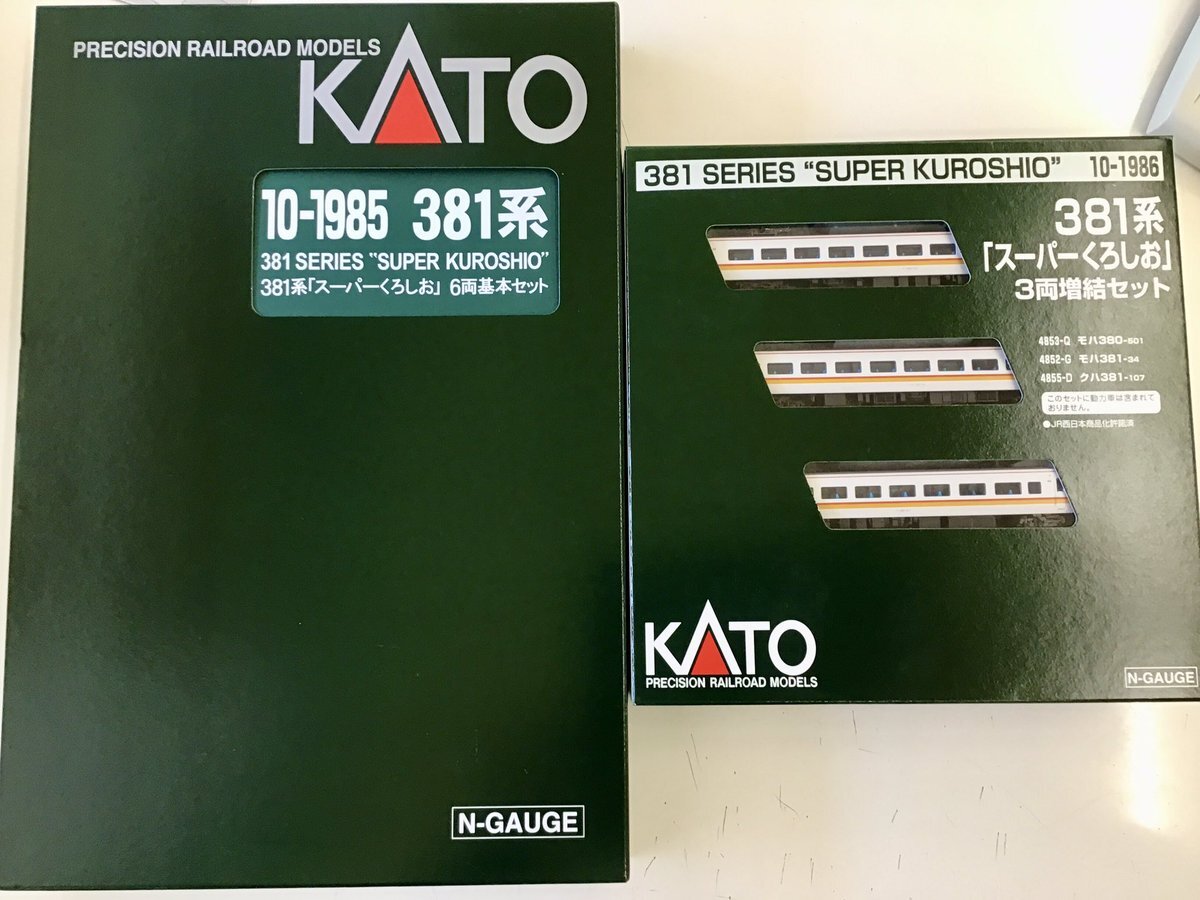 PRECISION RAILROAD MODELS
KATO
10-1985 381系
381 SERIES “SUPER KUROSHIO”
381系「スーパーくろしお」 6両基本セット
N-GAUGE
381 SERIES “SUPER KUROSHIO” 10-1986
381系
「スーパーくろしお」
3両増結セット
4853-Q モハ380-501
4852-G モハ381-34
4855-D クハ381-107
このセットに動力車は含まれて
おりません。
●JR西日本商品化許諾済
KATO
PRECISION RAILROAD MODELS
N-GAUGE